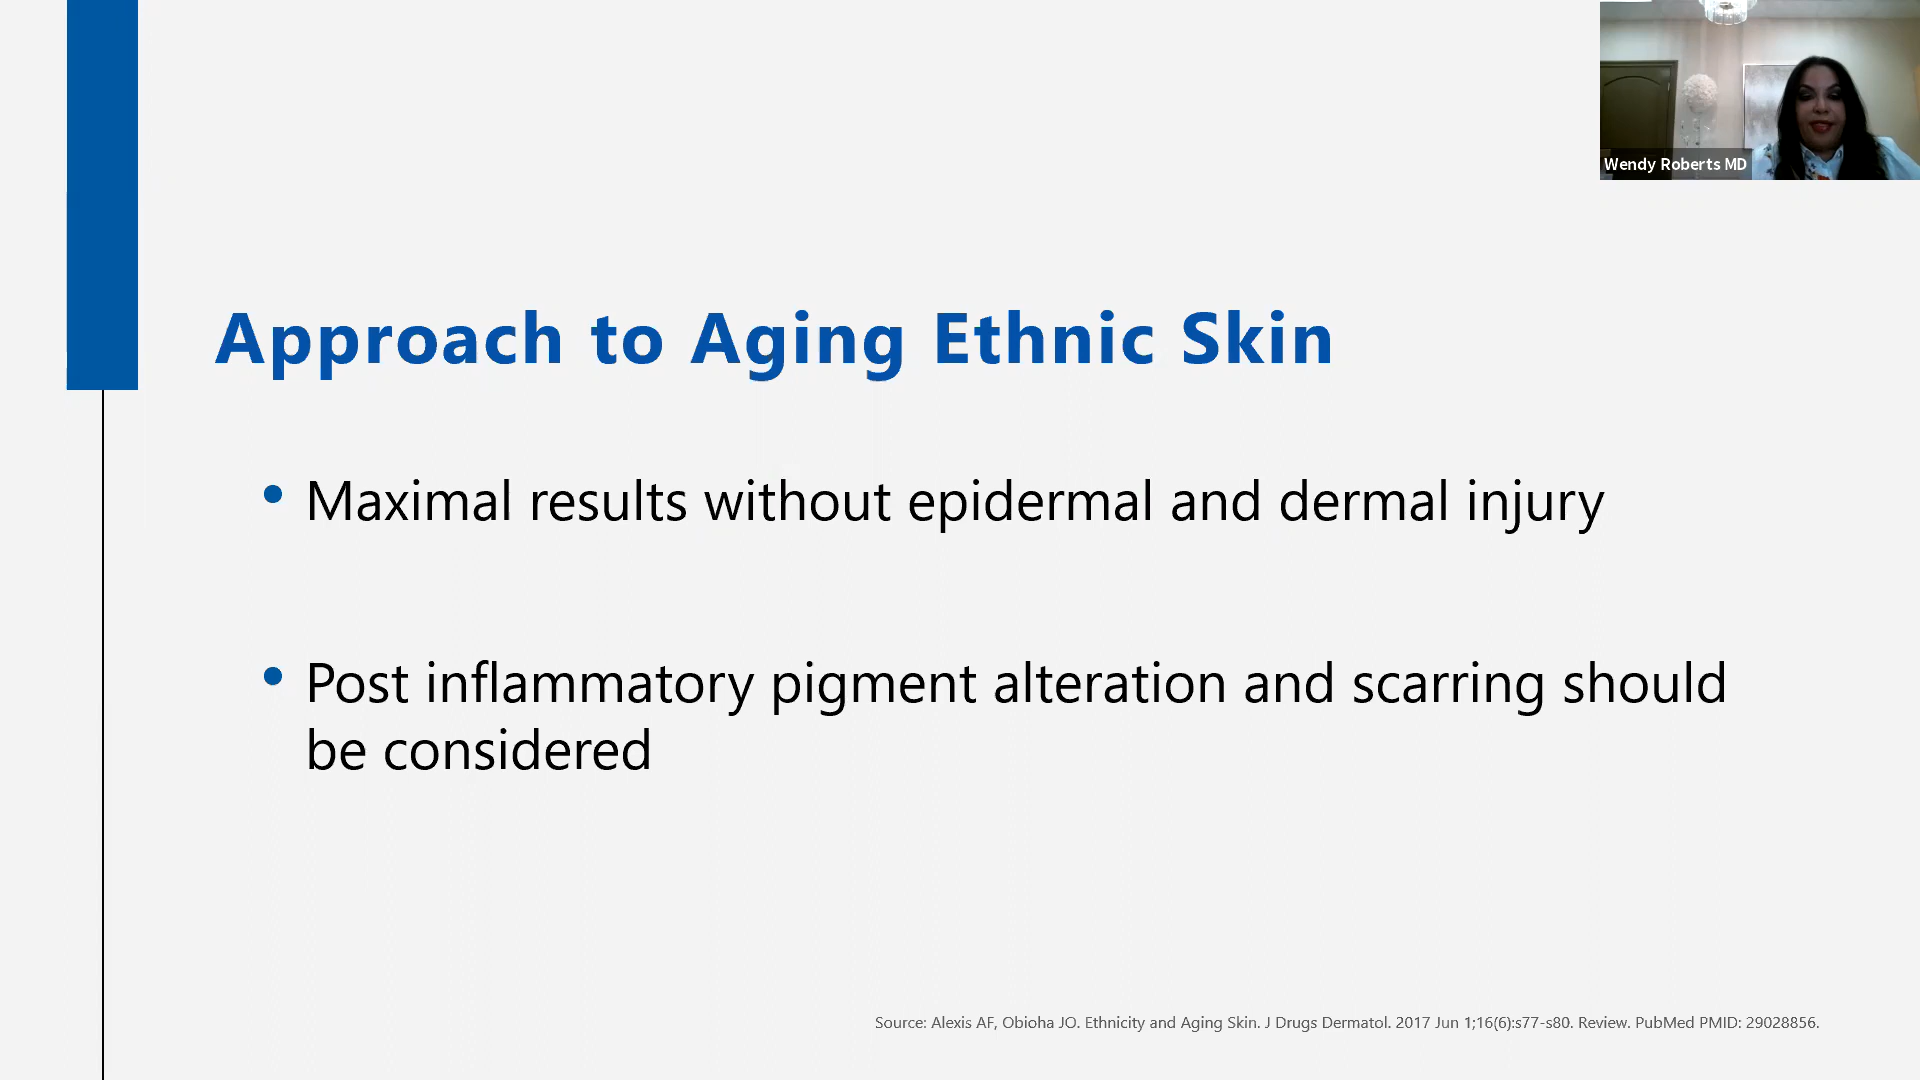 Wendy Roberts MD
Approach to Aging Ethnic Skin
• Maximal results without epidermal and dermal injury
• Post inflammatory pigment alteration and scarring should
be considered
Source: Alexis AF, Obioha JO. Ethnicity and Aging Skin. J Drugs Dermatol. 2017 Jun 1;16(6):s77-s80. Review. PubMed PMID: 29028856.